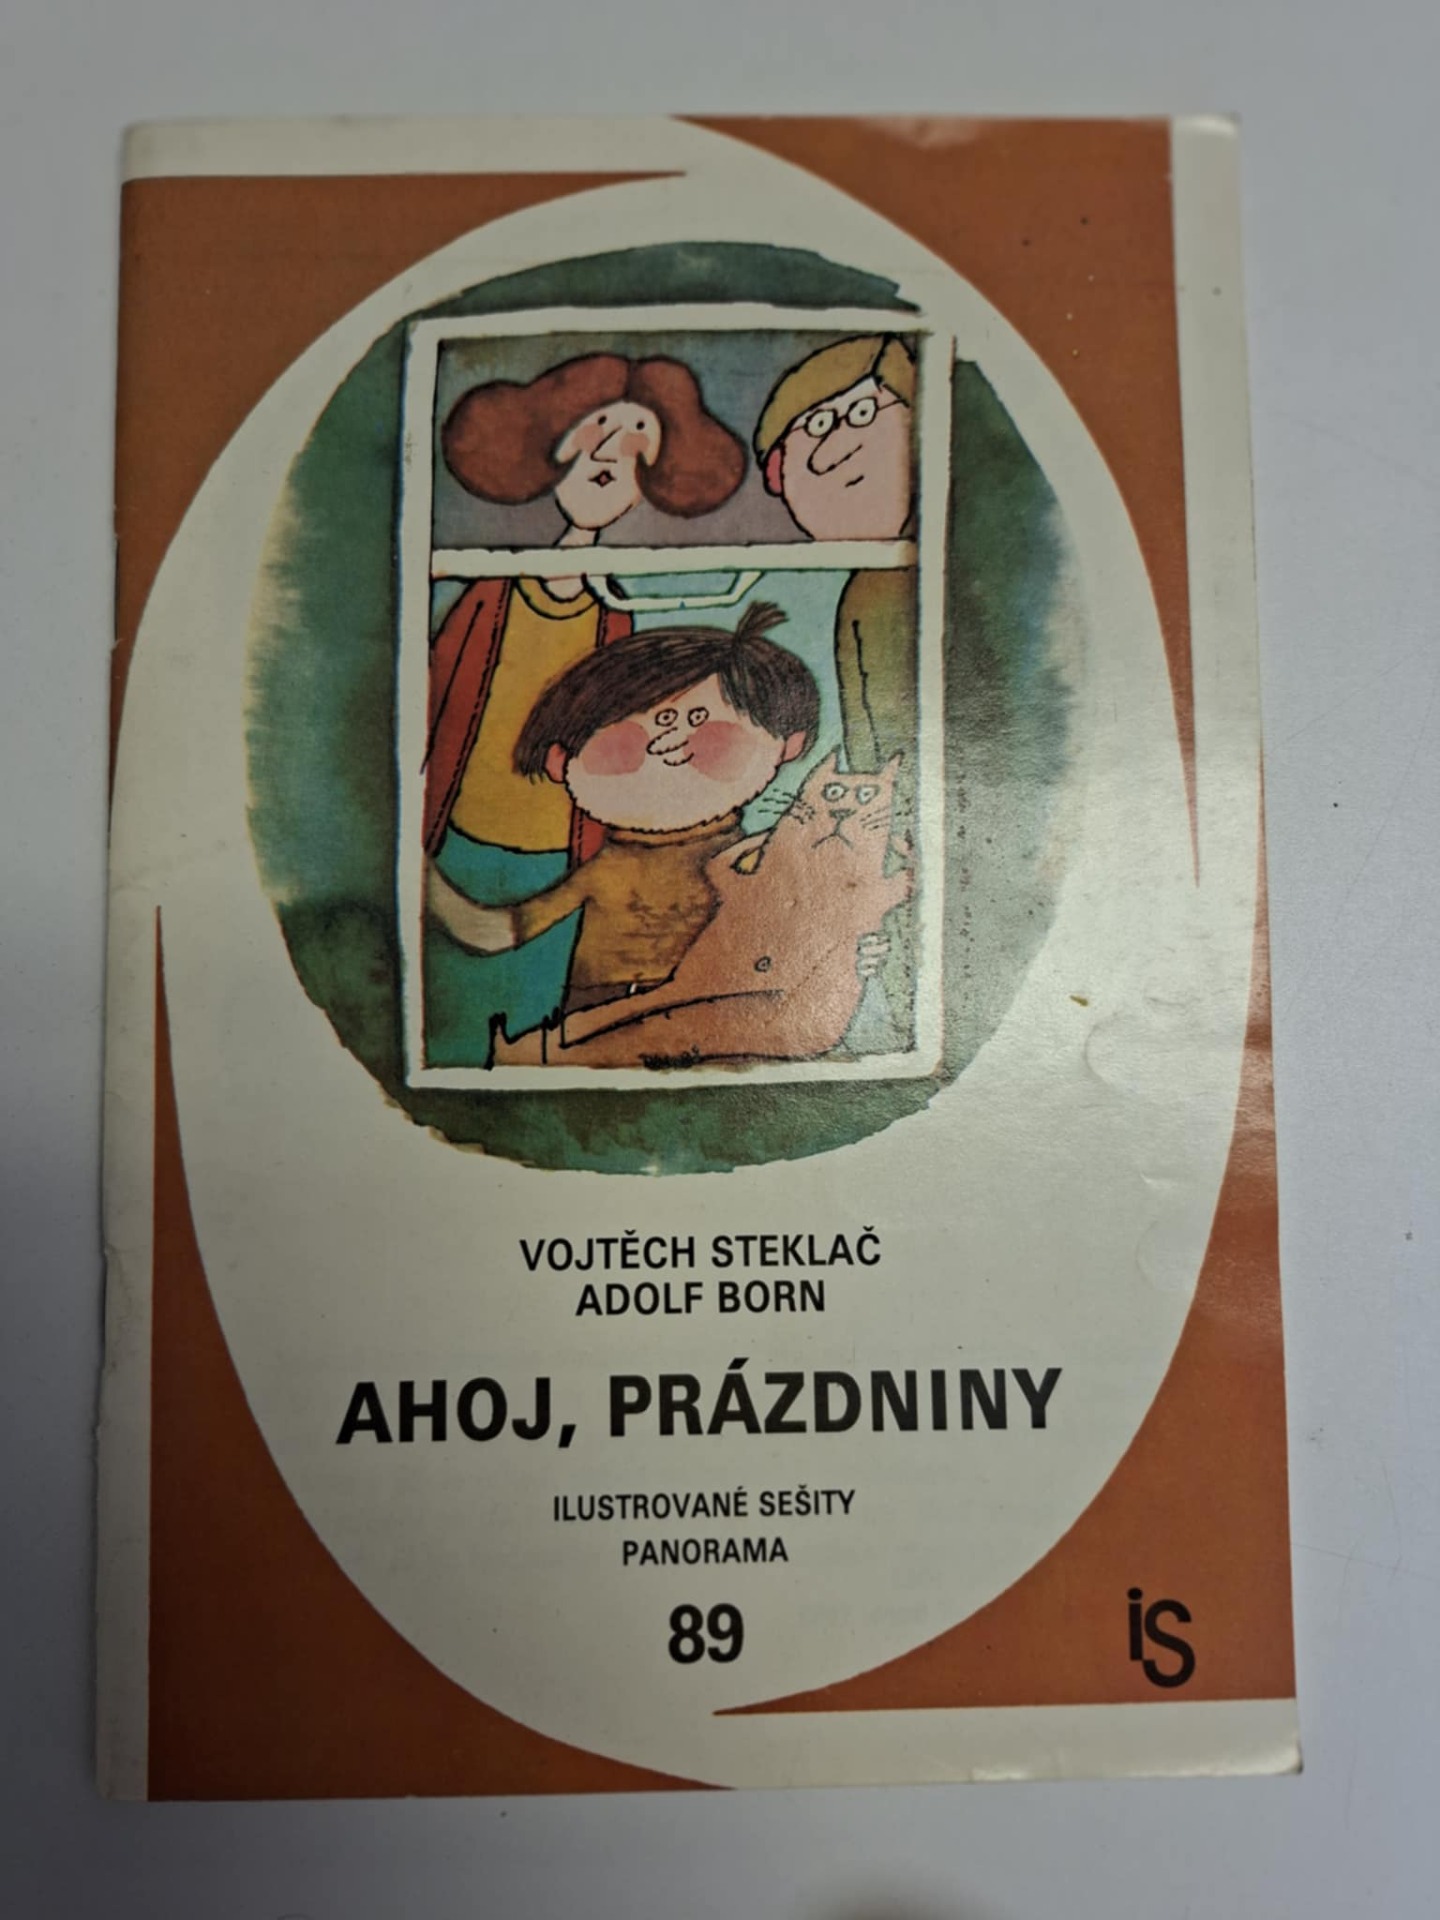 VOJTĚCH STEKLAČ
ADOLF BORN
AHOJ, PRÁZDNINY
ILUSTROVANÉ SEŠITY
PANORAMA
89
iS